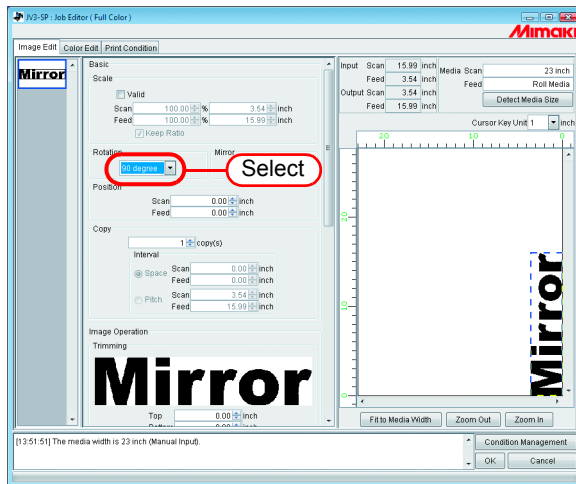 JV3-SP : Job Editor ( Full Color )
Mimaki
Image Edit Color Edit Print Condition
Mirror
Basic
Scale
Valid
Scan 100.00 % 3.54 inch
Feed 100.00 % 15.99 inch
Keep Ratio
Rotation Mirror
90 degree
Select
Position
Scan 0.00 inch
Feed 0.00 inch
Copy
1 copy(s)
Interval
Space Scan 0.00 inch
Feed 0.00 inch
Pitch Scan 3.54 inch
Feed 15.99 inch
Image Operation
Trimming
Mirror
Top 0.00 inch
Input Scan 15.99 inch
Feed 3.54 inch
Output Scan 3.54 inch
Feed 15.99 inch
Media Scan 23 inch
Feed Roll Media
Detect Media Size
Cursor Key Unit 1 inch
20 0
20
0
Mirror
Fit to Media Width Zoom Out Zoom In
[13:51:51] The media width is 23 inch (Manual Input).
Condition Management
OK Cancel